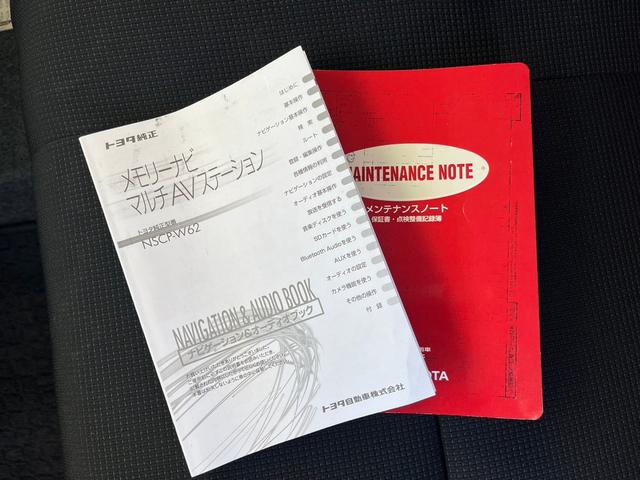 トヨタ純正
メモリーナビ
マルチAVステーション
トヨタ純正型番
NSCP-W62
はじめに
基本操作
ナビゲーション基本操作
検索
ルート
登録・編集操作
各種情報の利用
ナビゲーションの設定
オーディオ基本操作
放送を受信する
音楽ディスクを使う
SDカードを使う
Bluetooth Audioを使う
AUXを使う
オーディオの設定
カメラ機能を使う
その他の操作
付録
NAVIGATION & AUDIO BOOK
ナビゲーション&オーディオブック
トヨタ自動車株式会社
MAINTENANCE NOTE
メンテナンスノート
保証書・点検整備記録簿
OTA